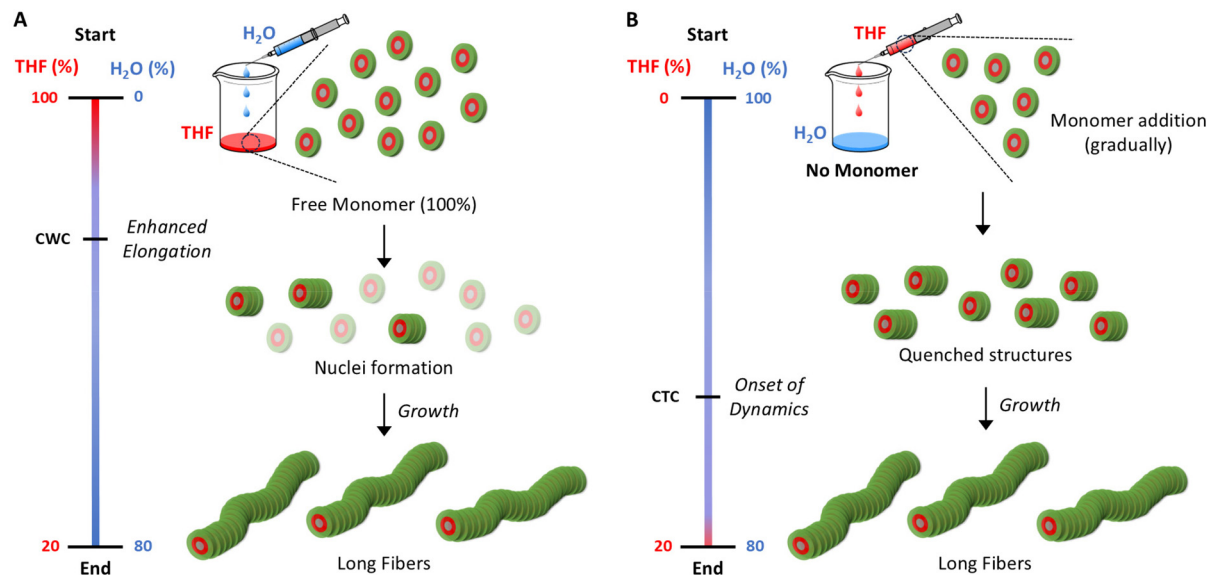 A
Start
THF (%)
H₂O (%)
100
0
H₂O
THF
Free Monomer (100%)
CWC
Enhanced
Elongation
Nuclei formation
Growth
20
80
End
Long Fibers
B
Start
THF (%)
H₂O (%)
0
100
THF
H₂O
No Monomer
Monomer addition
(gradually)
Quenched structures
CTC
Onset of
Dynamics
Growth
20
80
End
Long Fibers